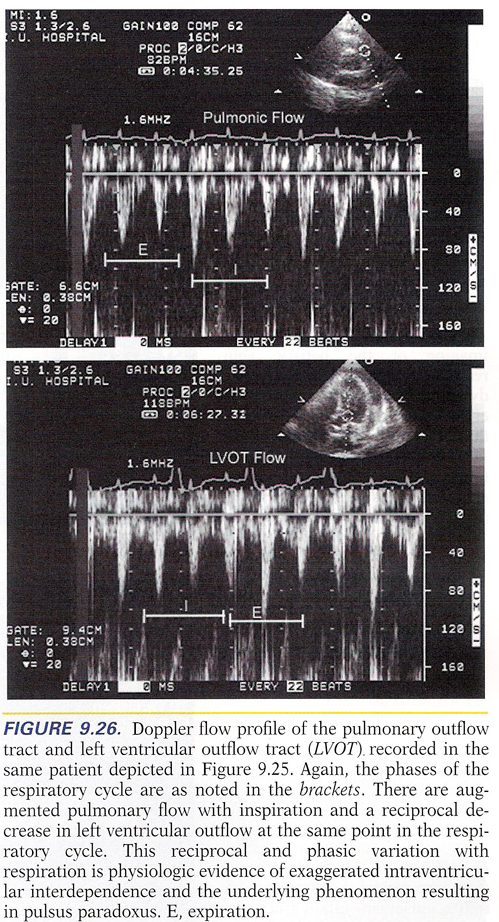 MI:1.6
S3 1.3/2.6 GAIN100 COMP 62
I.U. HOSPITAL 16CM
PROC 2/0/C/H3
82BPM
0:04:35.25
1.6MHZ Pulmonic Flow
0
40
80
120
160
CM/S
E
I
GATE: 6.6CM
LEN: 0.38CM
0
▼= 20
DELAY1 0 MS EVERY 22 BEATS
S3 1.3/2.6 GAIN100 COMP 62
I.U. HOSPITAL 16CM
PROC 2/0/C/H3
118BPM
0:06:27.31
LVOT Flow
1.6MHZ
0
40
80
120
160
CM/S
I
E
GATE: 9.4CM
LEN: 0.38CM
0
▼= 20
DELAY1 0 MS EVERY 22 BEATS
FIGURE 9.26. Doppler flow profile of the pulmonary outflow
tract and left ventricular outflow tract (LVOT) recorded in the
same patient depicted in Figure 9.25. Again, the phases of the
respiratory cycle are as noted in the brackets. There are aug-
mented pulmonary flow with inspiration and a reciprocal de-
crease in left ventricular outflow at the same point in the respi-
ratory cycle. This reciprocal and phasic variation with
respiration is physiologic evidence of exaggerated intraventricu-
lar interdependence and the underlying phenomenon resulting
in pulsus paradoxus. E, expiration.